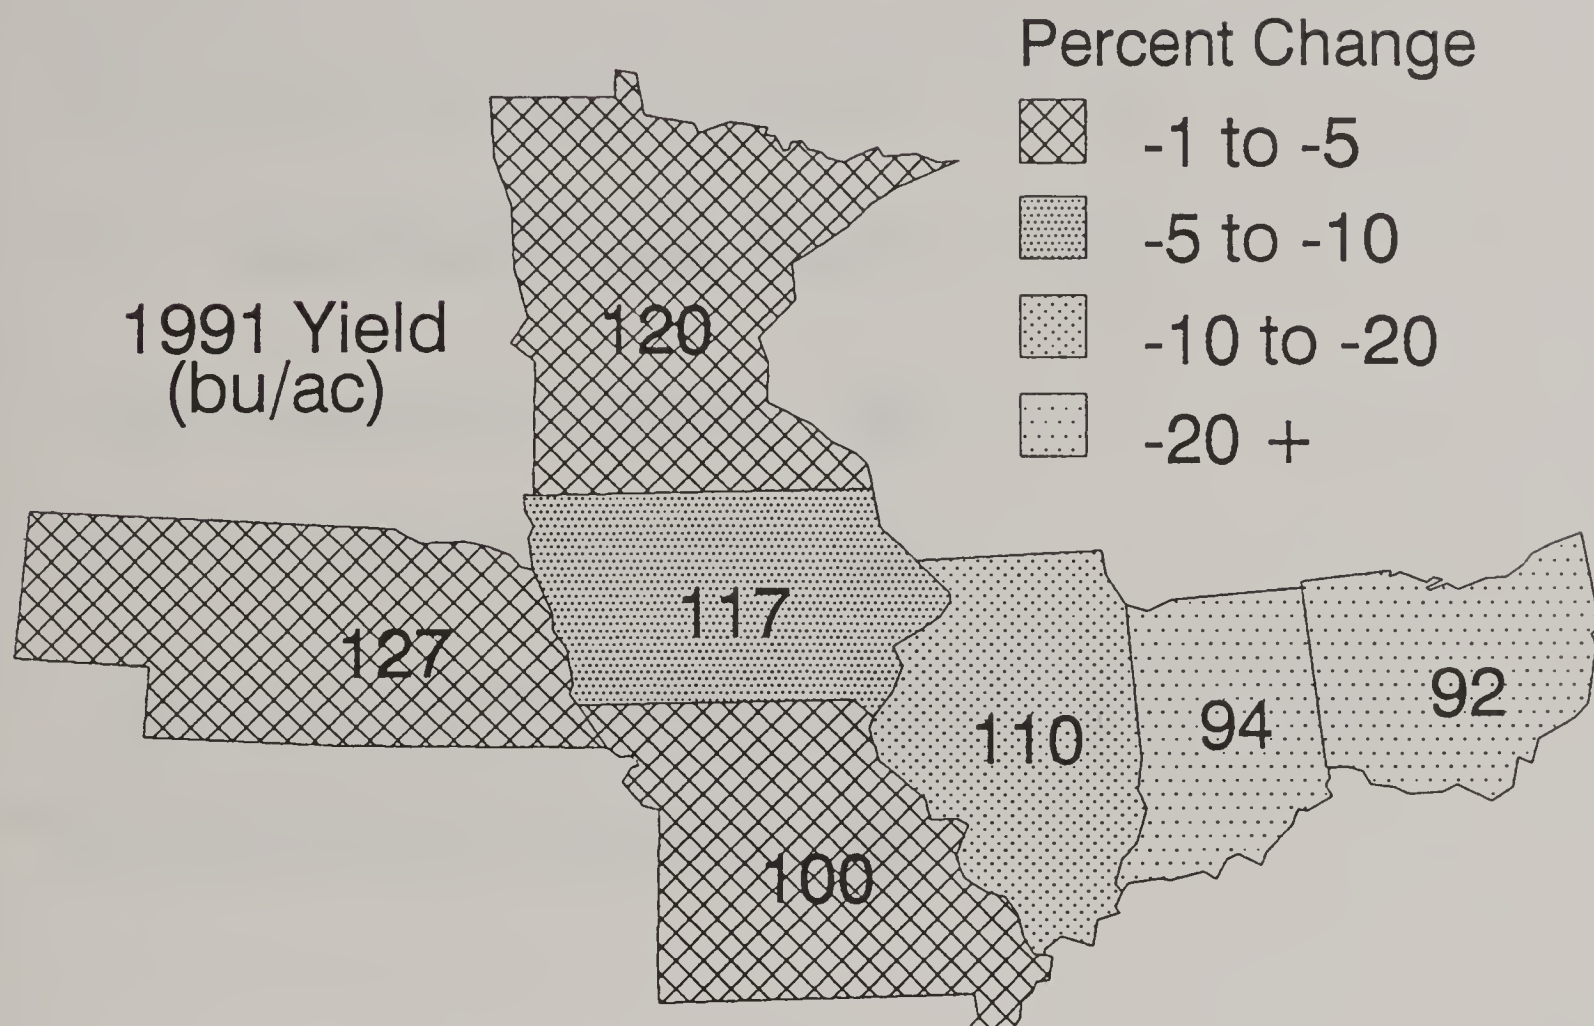 Percent Change
-1 to -5
-5 to -10
-10 to -20
-20 +
1991 Yield
(bu/ac)
120
117
127
110
94
92
100